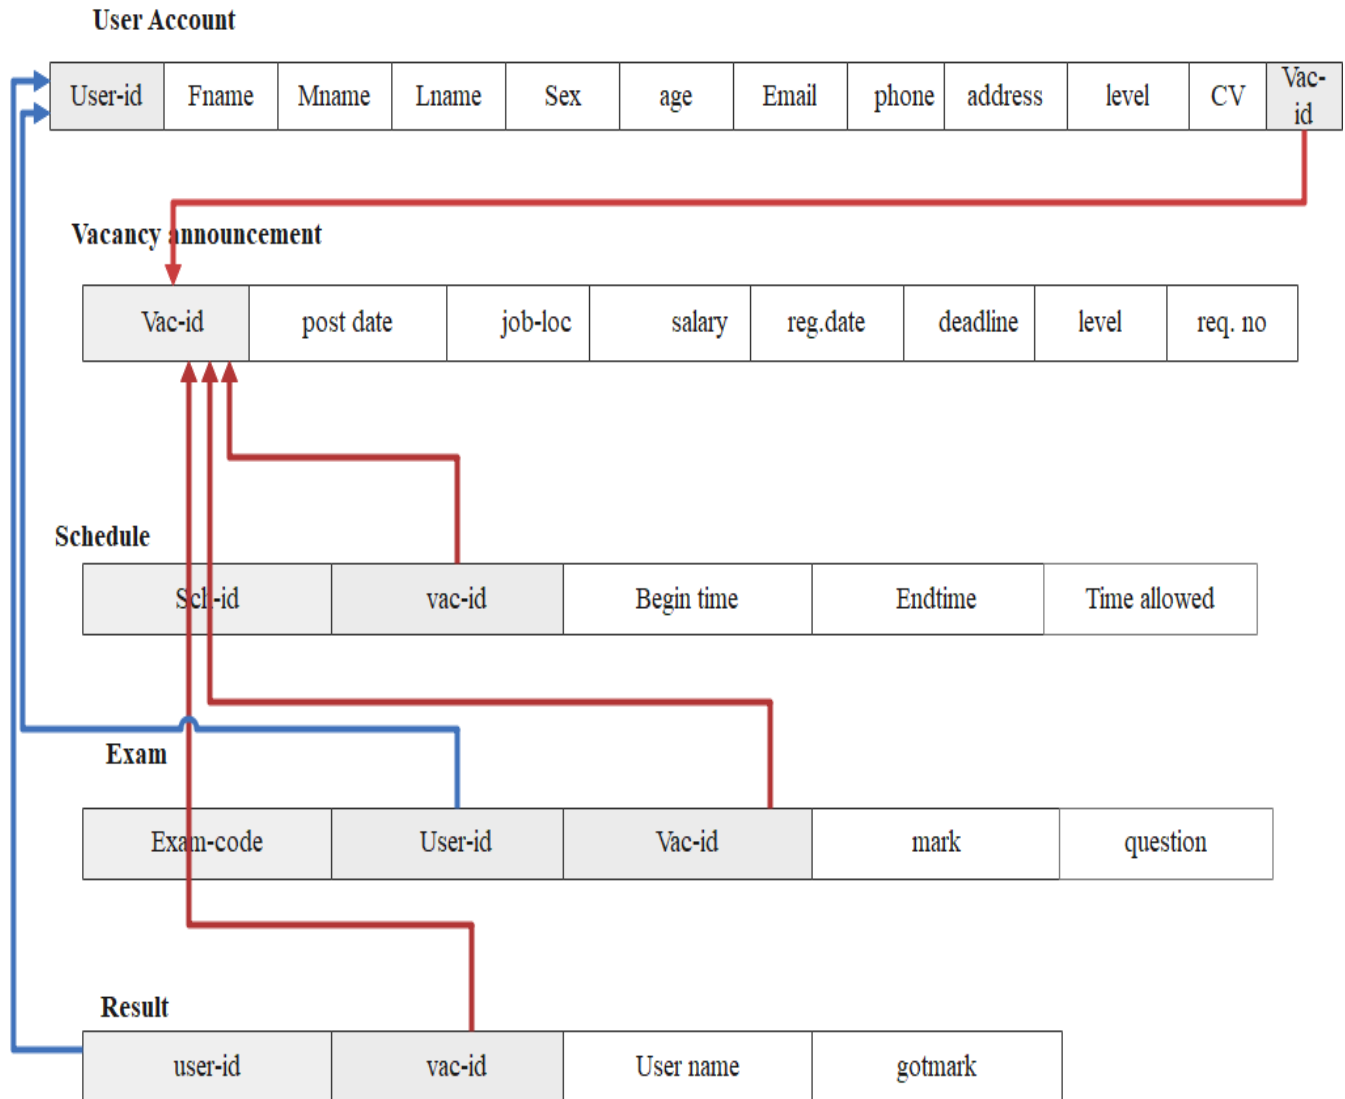 User Account
User-id Fname Mname Lname Sex age Email phone address level CV Vac-
id
Vacancy announcement
Vac-id post date job-loc salary reg.date deadline level req. no
Schedule
Sch-id vac-id Begin time Endtime Time allowed
Exam
Exam-code User-id Vac-id mark question
Result
user-id vac-id User name gotmark